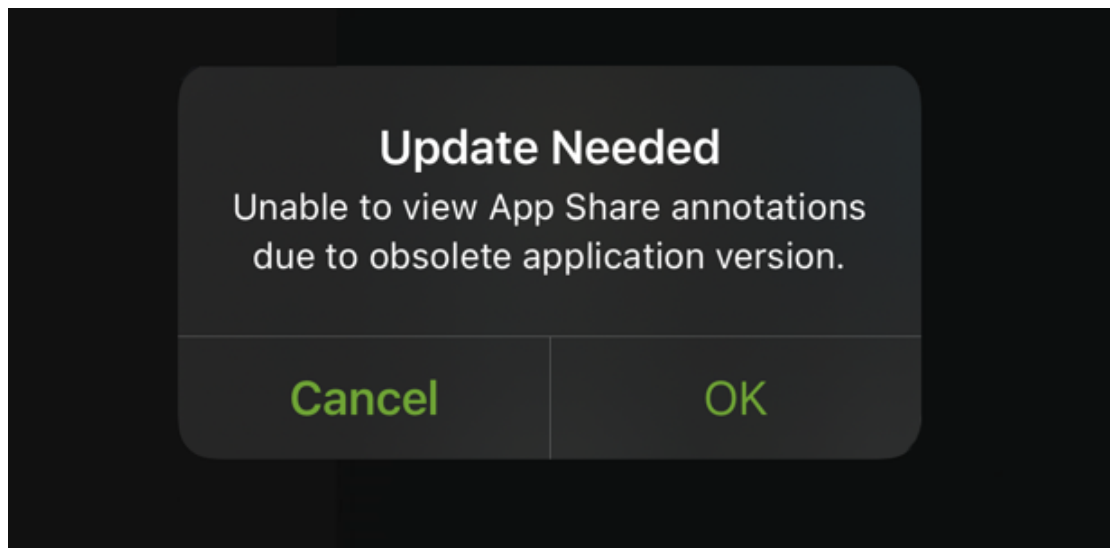 Update Needed
Unable to view App Share annotations
due to obsolete application version.
Cancel
OK